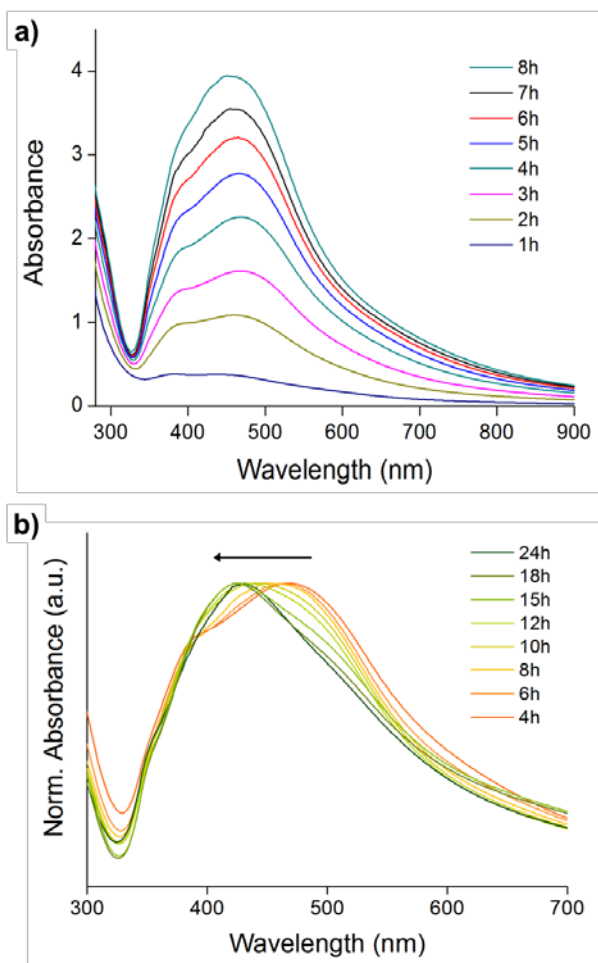 a)
Absorbance
4
3
2
1
0
8h
7h
6h
5h
4h
3h
2h
1h
300 400 500 600 700 800 900
Wavelength (nm)
b)
Norm. Absorbance (a.u.)
24h
18h
15h
12h
10h
8h
6h
4h
300 400 500 600 700
Wavelength (nm)